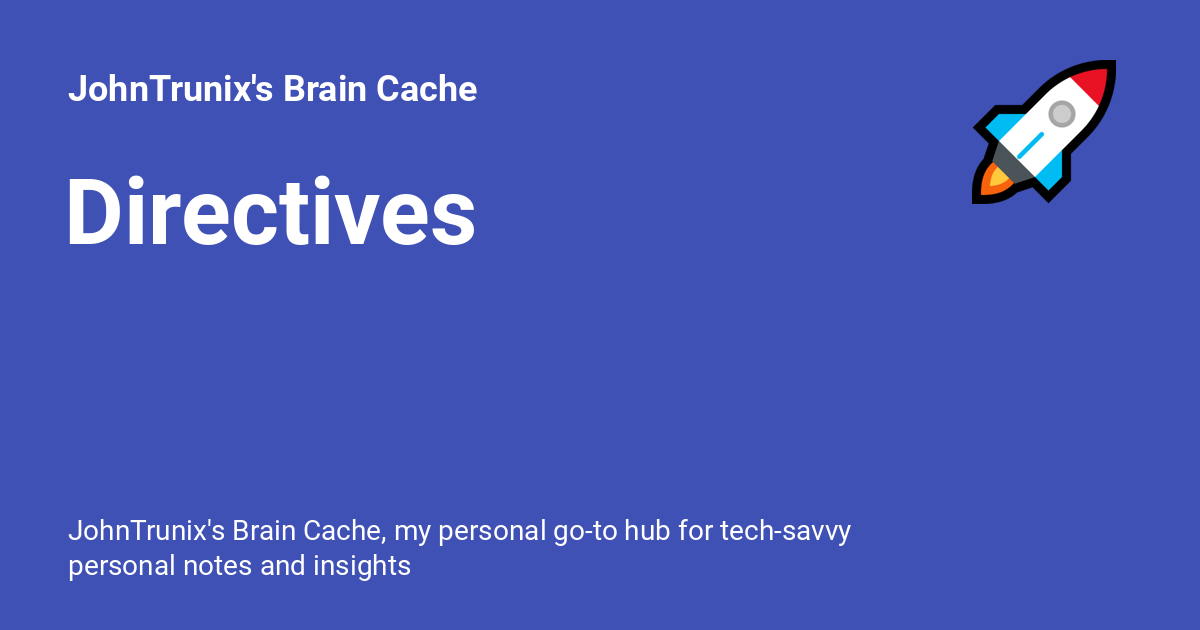 JohnTrunix's Brain Cache
Directives
JohnTrunix's Brain Cache, my personal go-to hub for tech-savvy
personal notes and insights